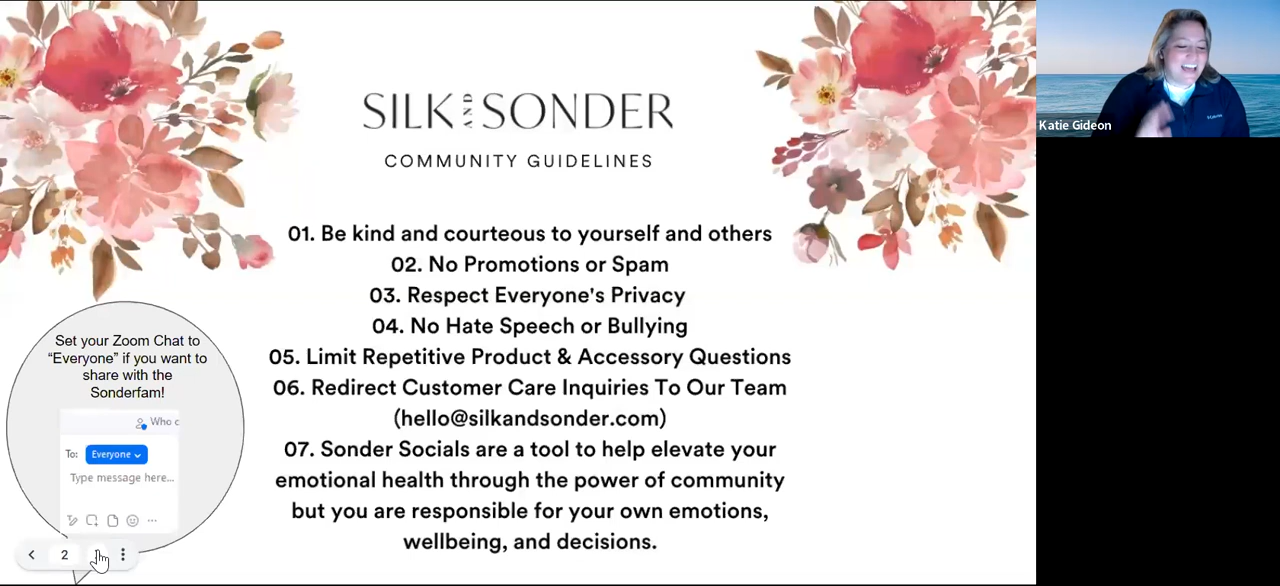 SILK AND SONDER
COMMUNITY GUIDELINES
01. Be kind and courteous to yourself and others
02. No Promotions or Spam
03. Respect Everyone's Privacy
04. No Hate Speech or Bullying
05. Limit Repetitive Product & Accessory Questions
06. Redirect Customer Care Inquiries To Our Team
(hello@silkandsonder.com)
07. Sonder Socials are a tool to help elevate your
emotional health through the power of community
but you are responsible for your own emotions,
wellbeing, and decisions.
Set your Zoom Chat to
“Everyone” if you want to
share with the
Sonderfam!
Who c
To: Everyone
Type message here...
2
Katie Gideon